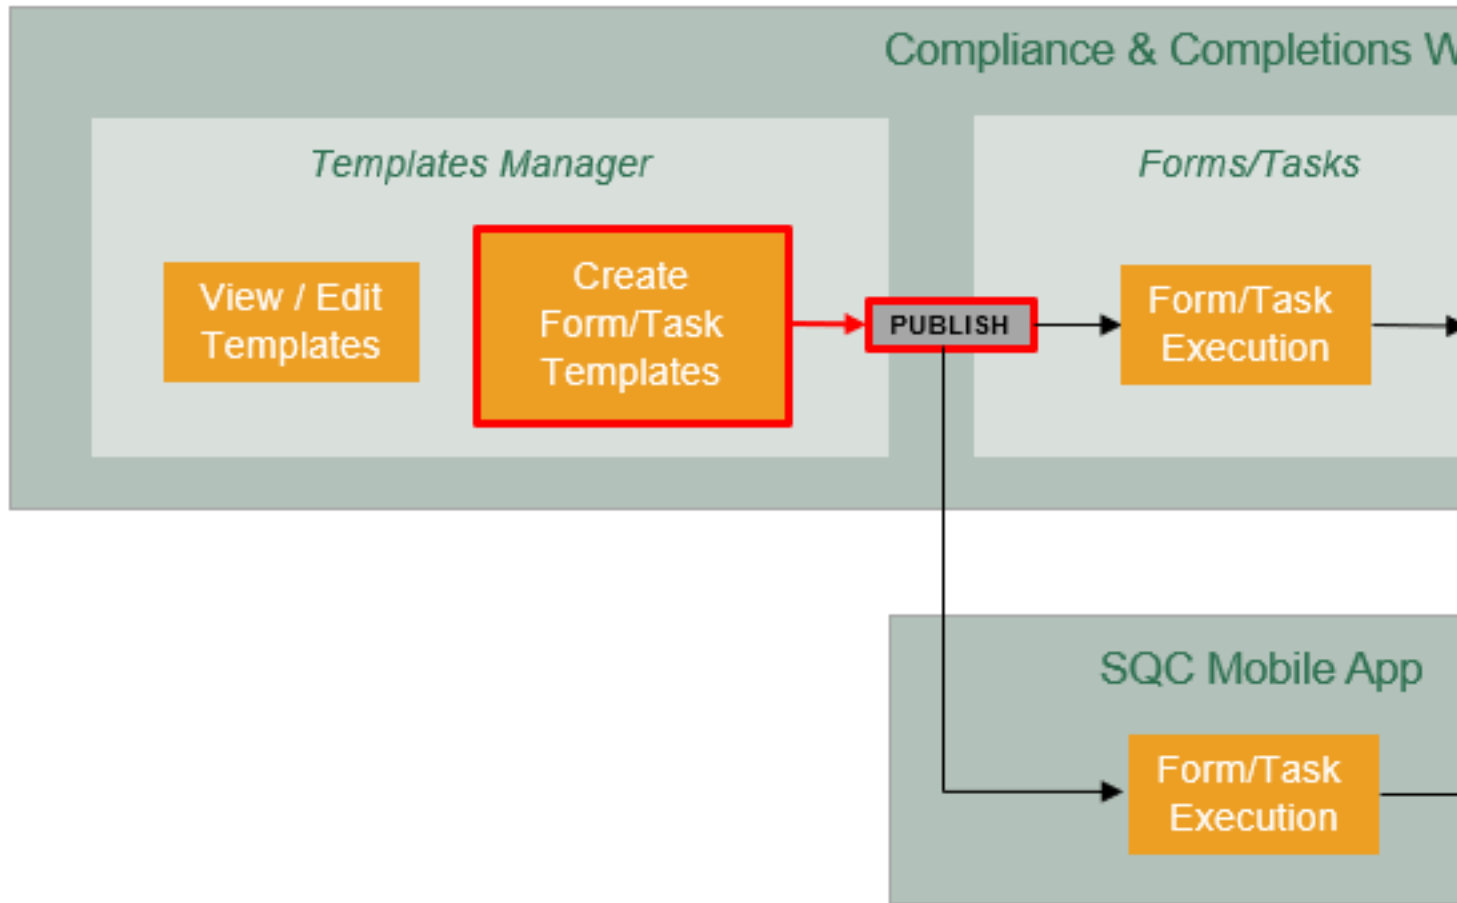 Compliance & Completions W
Templates Manager
Forms/Tasks
View / Edit
Templates
Create
Form/Task
Templates
PUBLISH
Form/Task
Execution
SQC Mobile App
Form/Task
Execution